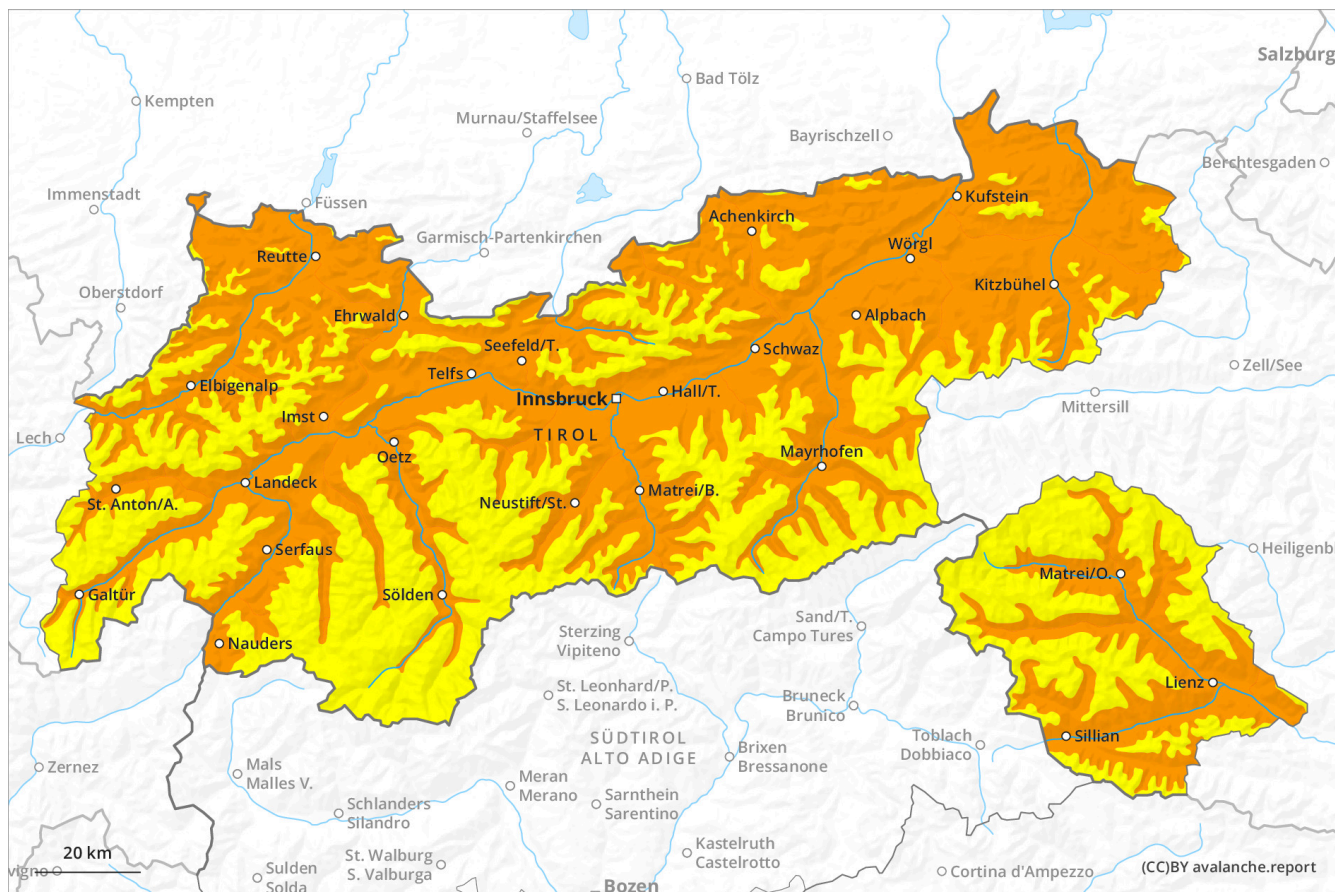 Salzburg
Bad Tölz
Kempten
Murnau/Staffelsee
Bayrischzell
Berchtesgaden
Immenstadt
Füssen
Kufstein
Achenkirch
Garmisch-Partenkirchen
Wörgl
Reutte
Kitzbühel
Oberstdorf
Ehrwald
Alpbach
Seefeld/T.
Schwaz
Zell/See
Telfs
Elbigenalp
Hall/T.
Innsbruck
Mittersill
Imst
Lech
TIROL
Oetz
Mayrhofen
Landeck
Matrei/B.
St. Anton/A.
Neustift/St.
Serfaus
Heiligenb
Matrei/O.
Galtür
Sölden
Sand/T.
Campo Tures
Sterzing
Vipiteno
Nauders
Lienz
St. Leonhard/P.
S. Leonardo i. P.
Bruneck
Brunico
SÜDTIROL
ALTO ADIGE
Sillian
Toblach
Dobbiaco
Brixen
Bressanone
Zernez
Mals
Malles V.
Meran
Merano
Sarnthein
Sarentino
Schlanders
Silandro
Kastelruth
Castelrotto
20 km
St. Walburg
S. Valburga
vigno
Sulden
Solda
Cortina d'Ampezzo
(CC)BY avalanche.report
Bozen